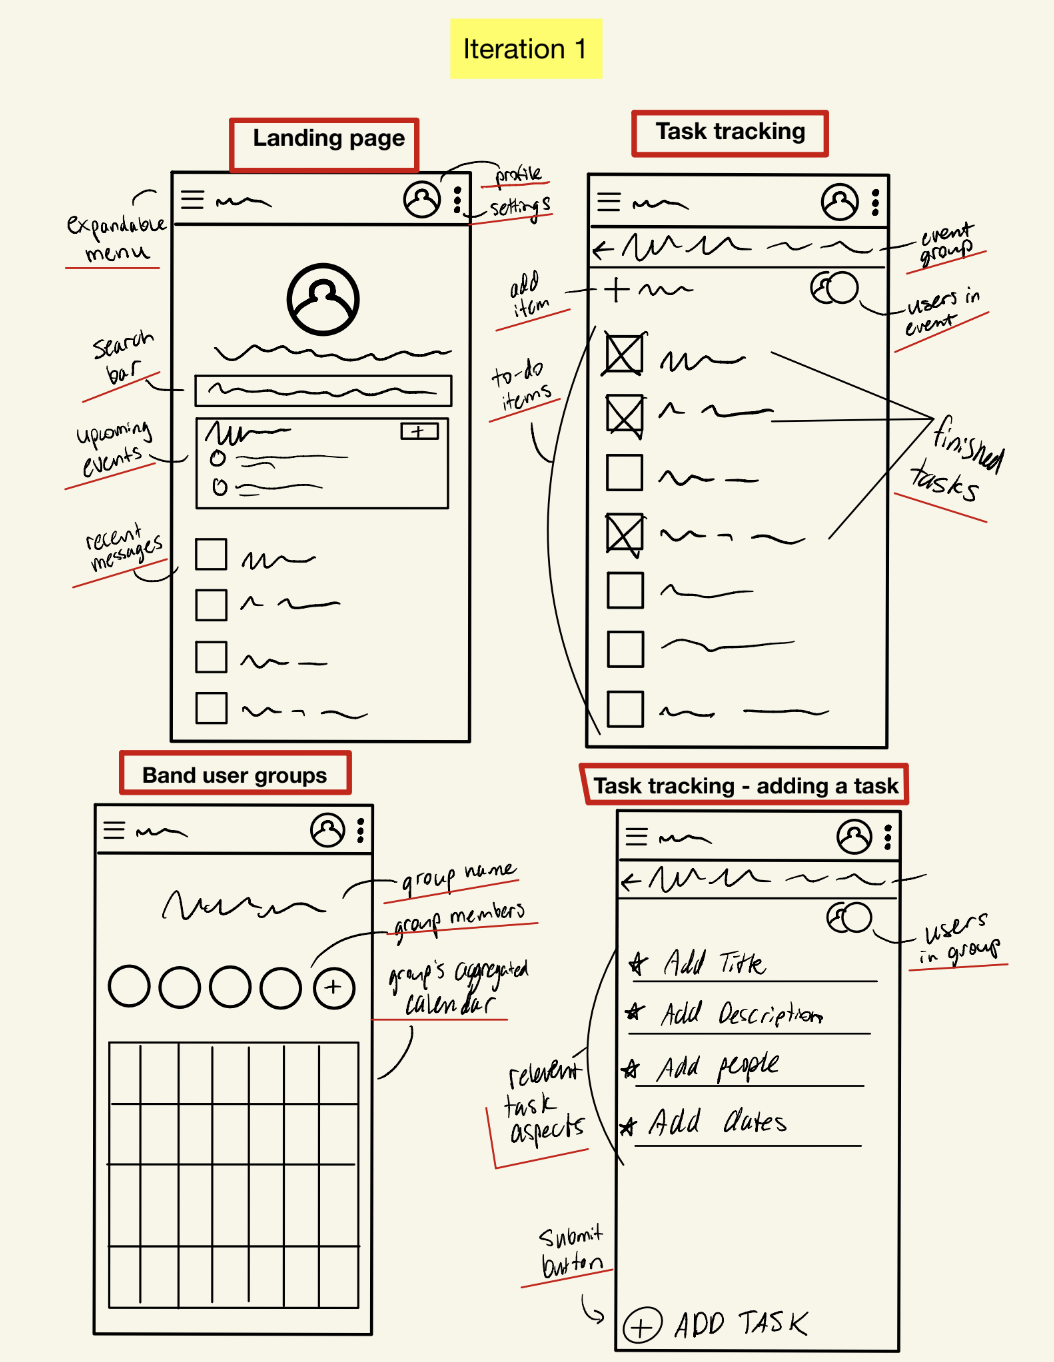 Iteration 1
Landing page
profile
settings
expandable
menu
search
bar
upcoming
events
recent
messages
Task tracking
event
group
add
item
users in
event
to-do
items
finished
tasks
Band user groups
group name
group members
group's aggregated
calendar
Task tracking - adding a task
users
in group
Add Title
Add Description
Add people
Add dates
relevent
task
aspects
submit
button
ADD TASK